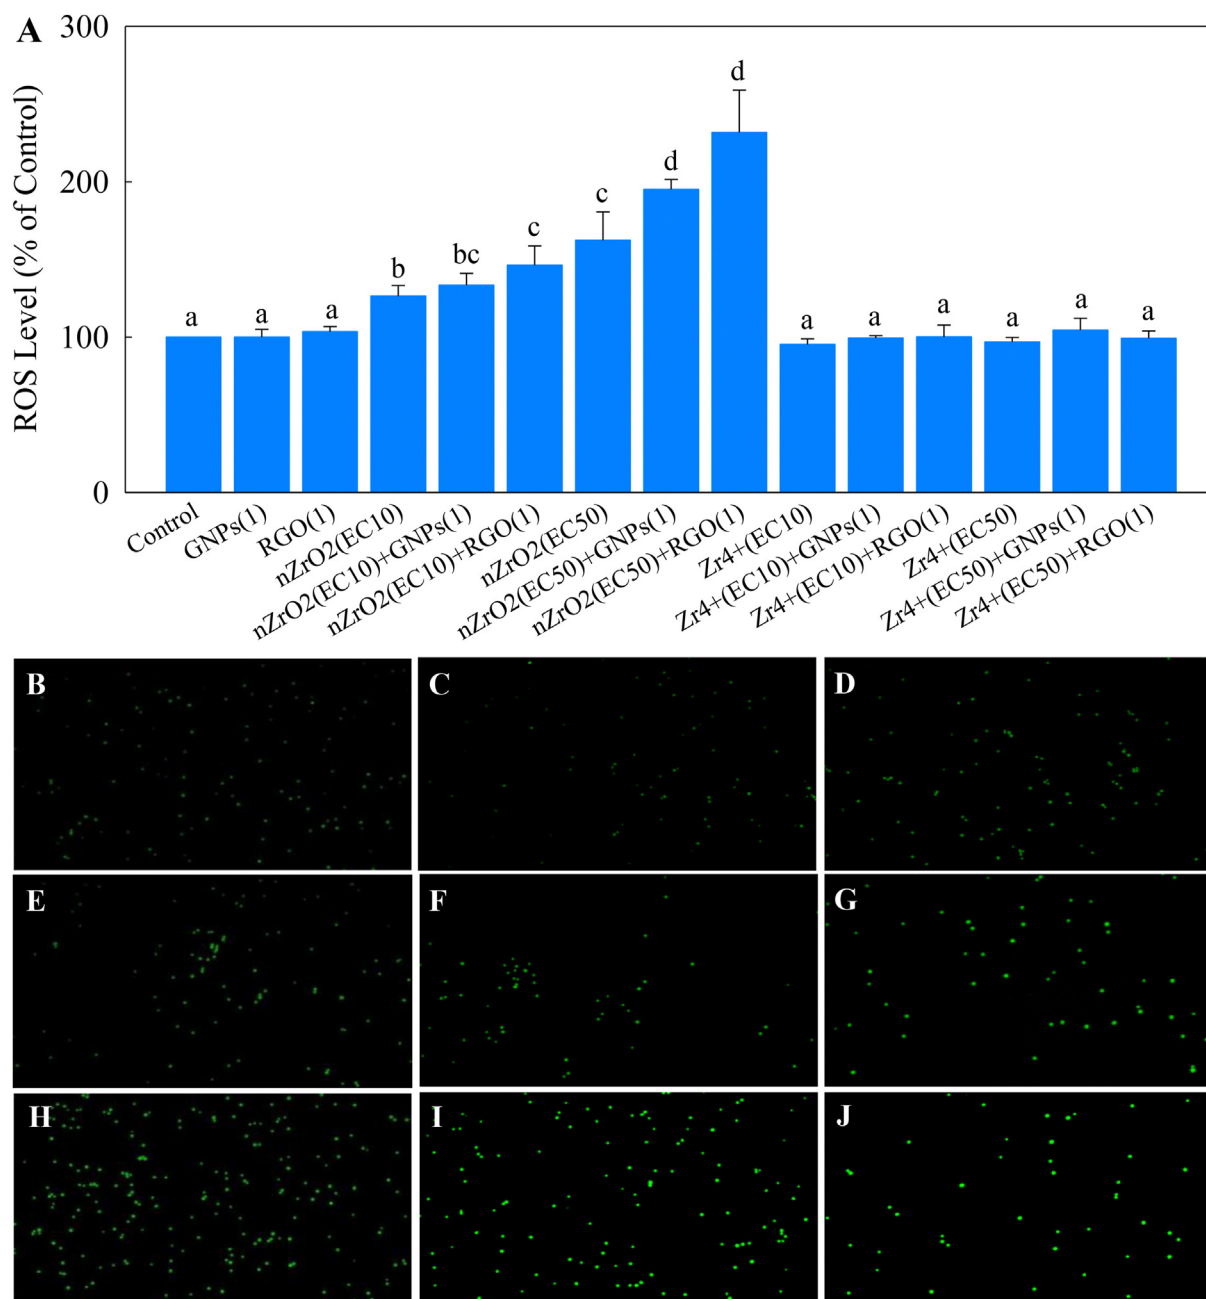 A
300
200
100
0
ROS Level (% of Control)
a
a
a
b
bc
c
c
d
d
a
a
a
a
a
a
Control
GNPs(1)
RGO(1)
nZrO2(EC10)
nZrO2(EC10)+GNPs(1)
nZrO2(EC10)+RGO(1)
nZrO2(EC50)
nZrO2(EC50)+GNPs(1)
nZrO2(EC50)+RGO(1)
Zr4+(EC10)
Zr4+(EC10)+GNPs(1)
Zr4+(EC10)+RGO(1)
Zr4+(EC50)
Zr4+(EC50)+GNPs(1)
Zr4+(EC50)+RGO(1)
B
C
D
E
F
G
H
I
J